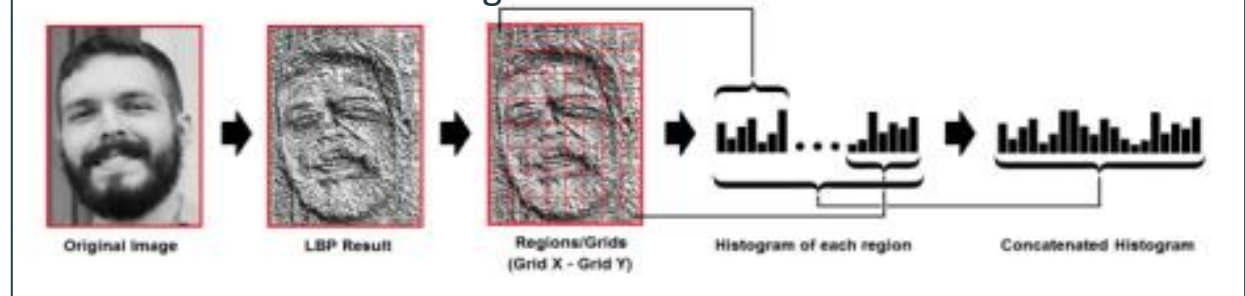 Original Image
LBP Result
Regions/Grids
(Grid X - Grid Y)
Histogram of each region
Concatenated Histogram